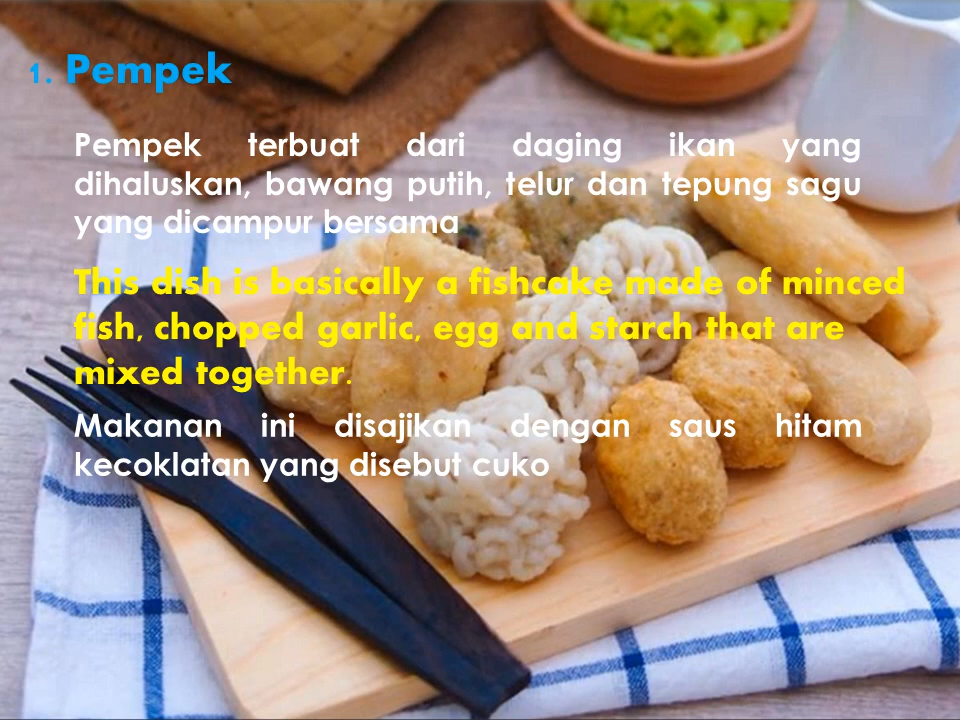 1. Pempek
Pempek terbuat dari daging ikan yang
dihaluskan, bawang putih, telur dan tepung sagu
yang dicampur bersama
This dish is basically a fishcake made of minced
fish, chopped garlic, egg and starch that are
mixed together.
Makanan ini disajikan dengan saus hitam
kecoklatan yang disebut cuko